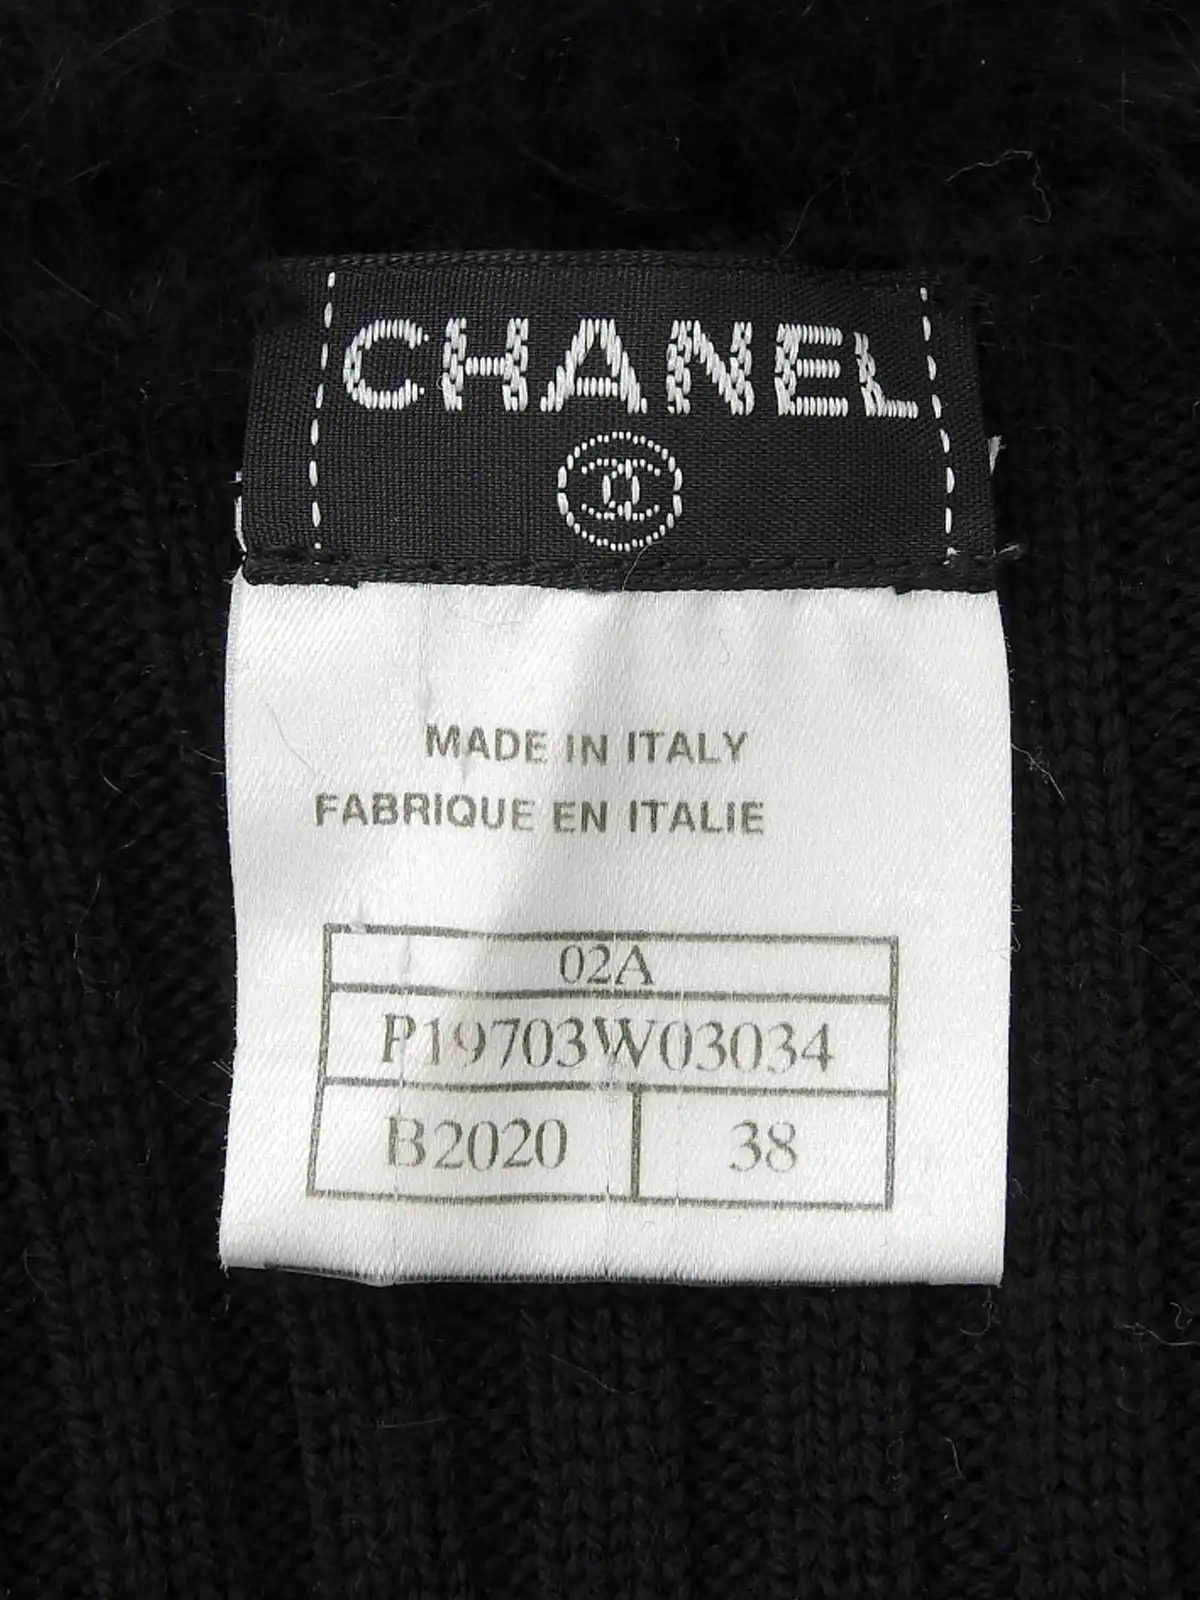 CHANEL
MADE IN ITALY
FABRIQUE EN ITALIE
02A
P19703W03034
B2020 38